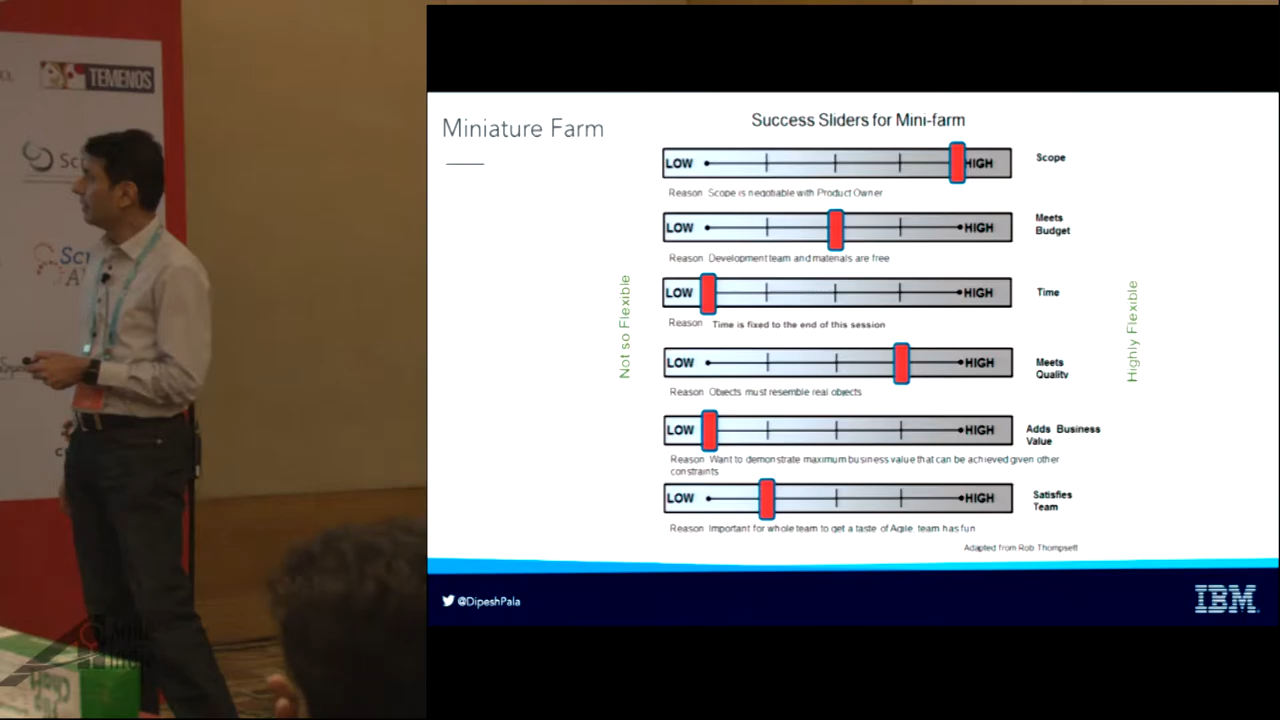 TEMENOS
Miniature Farm
Success Sliders for Mini-farm
LOW
HIGH
Scope
Reason Scope is negotiable with Product Owner
LOW
HIGH
Meets
Budget
Reason Development team and materials are free
LOW
HIGH
Time
Reason Time is fixed to the end of this session
LOW
HIGH
Meets
Quality
Reason Objects must resemble real objects
LOW
HIGH
Adds Business
Value
Reason Want to demonstrate maximum business value that can be achieved given other
constraints
LOW
HIGH
Satisfies
Team
Reason Important for whole team to get a taste of Agile, team has fun
Not so Flexible
Highly Flexible
Adapted from Rob Thompsett
@DipeshPala
IBM